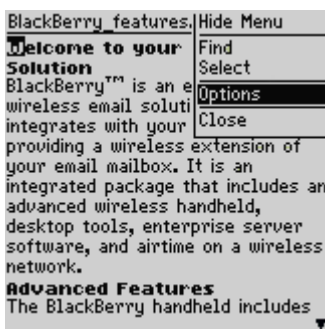 BlackBerry_features.
Hide Menu
Find
Select
Options
Close
Welcome to your
Solution
BlackBerry™ is an e
wireless email soluti
integrates with your
providing a wireless extension of
your email mailbox. It is an
integrated package that includes an
advanced wireless handheld,
desktop tools, enterprise server
software, and airtime on a wireless
network.
Advanced Features
The BlackBerry handheld includes